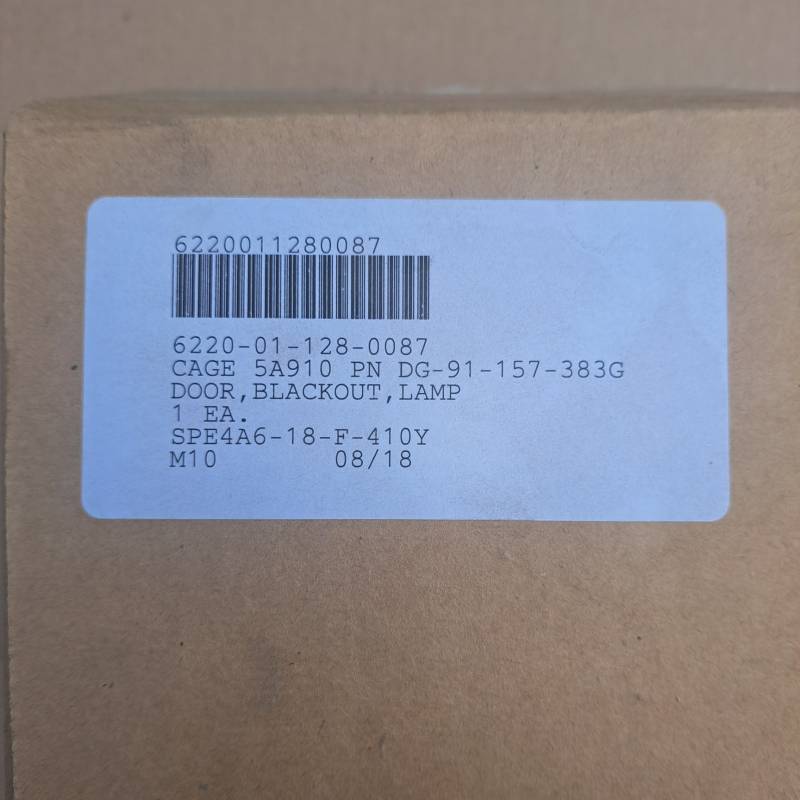 6220011280087
6220-01-128-0087
CAGE 5A910 PN DG-91-157-383G
DOOR,BLACKOUT,LAMP
1 EA.
SPE4A6-18-F-410Y
M10 08/18